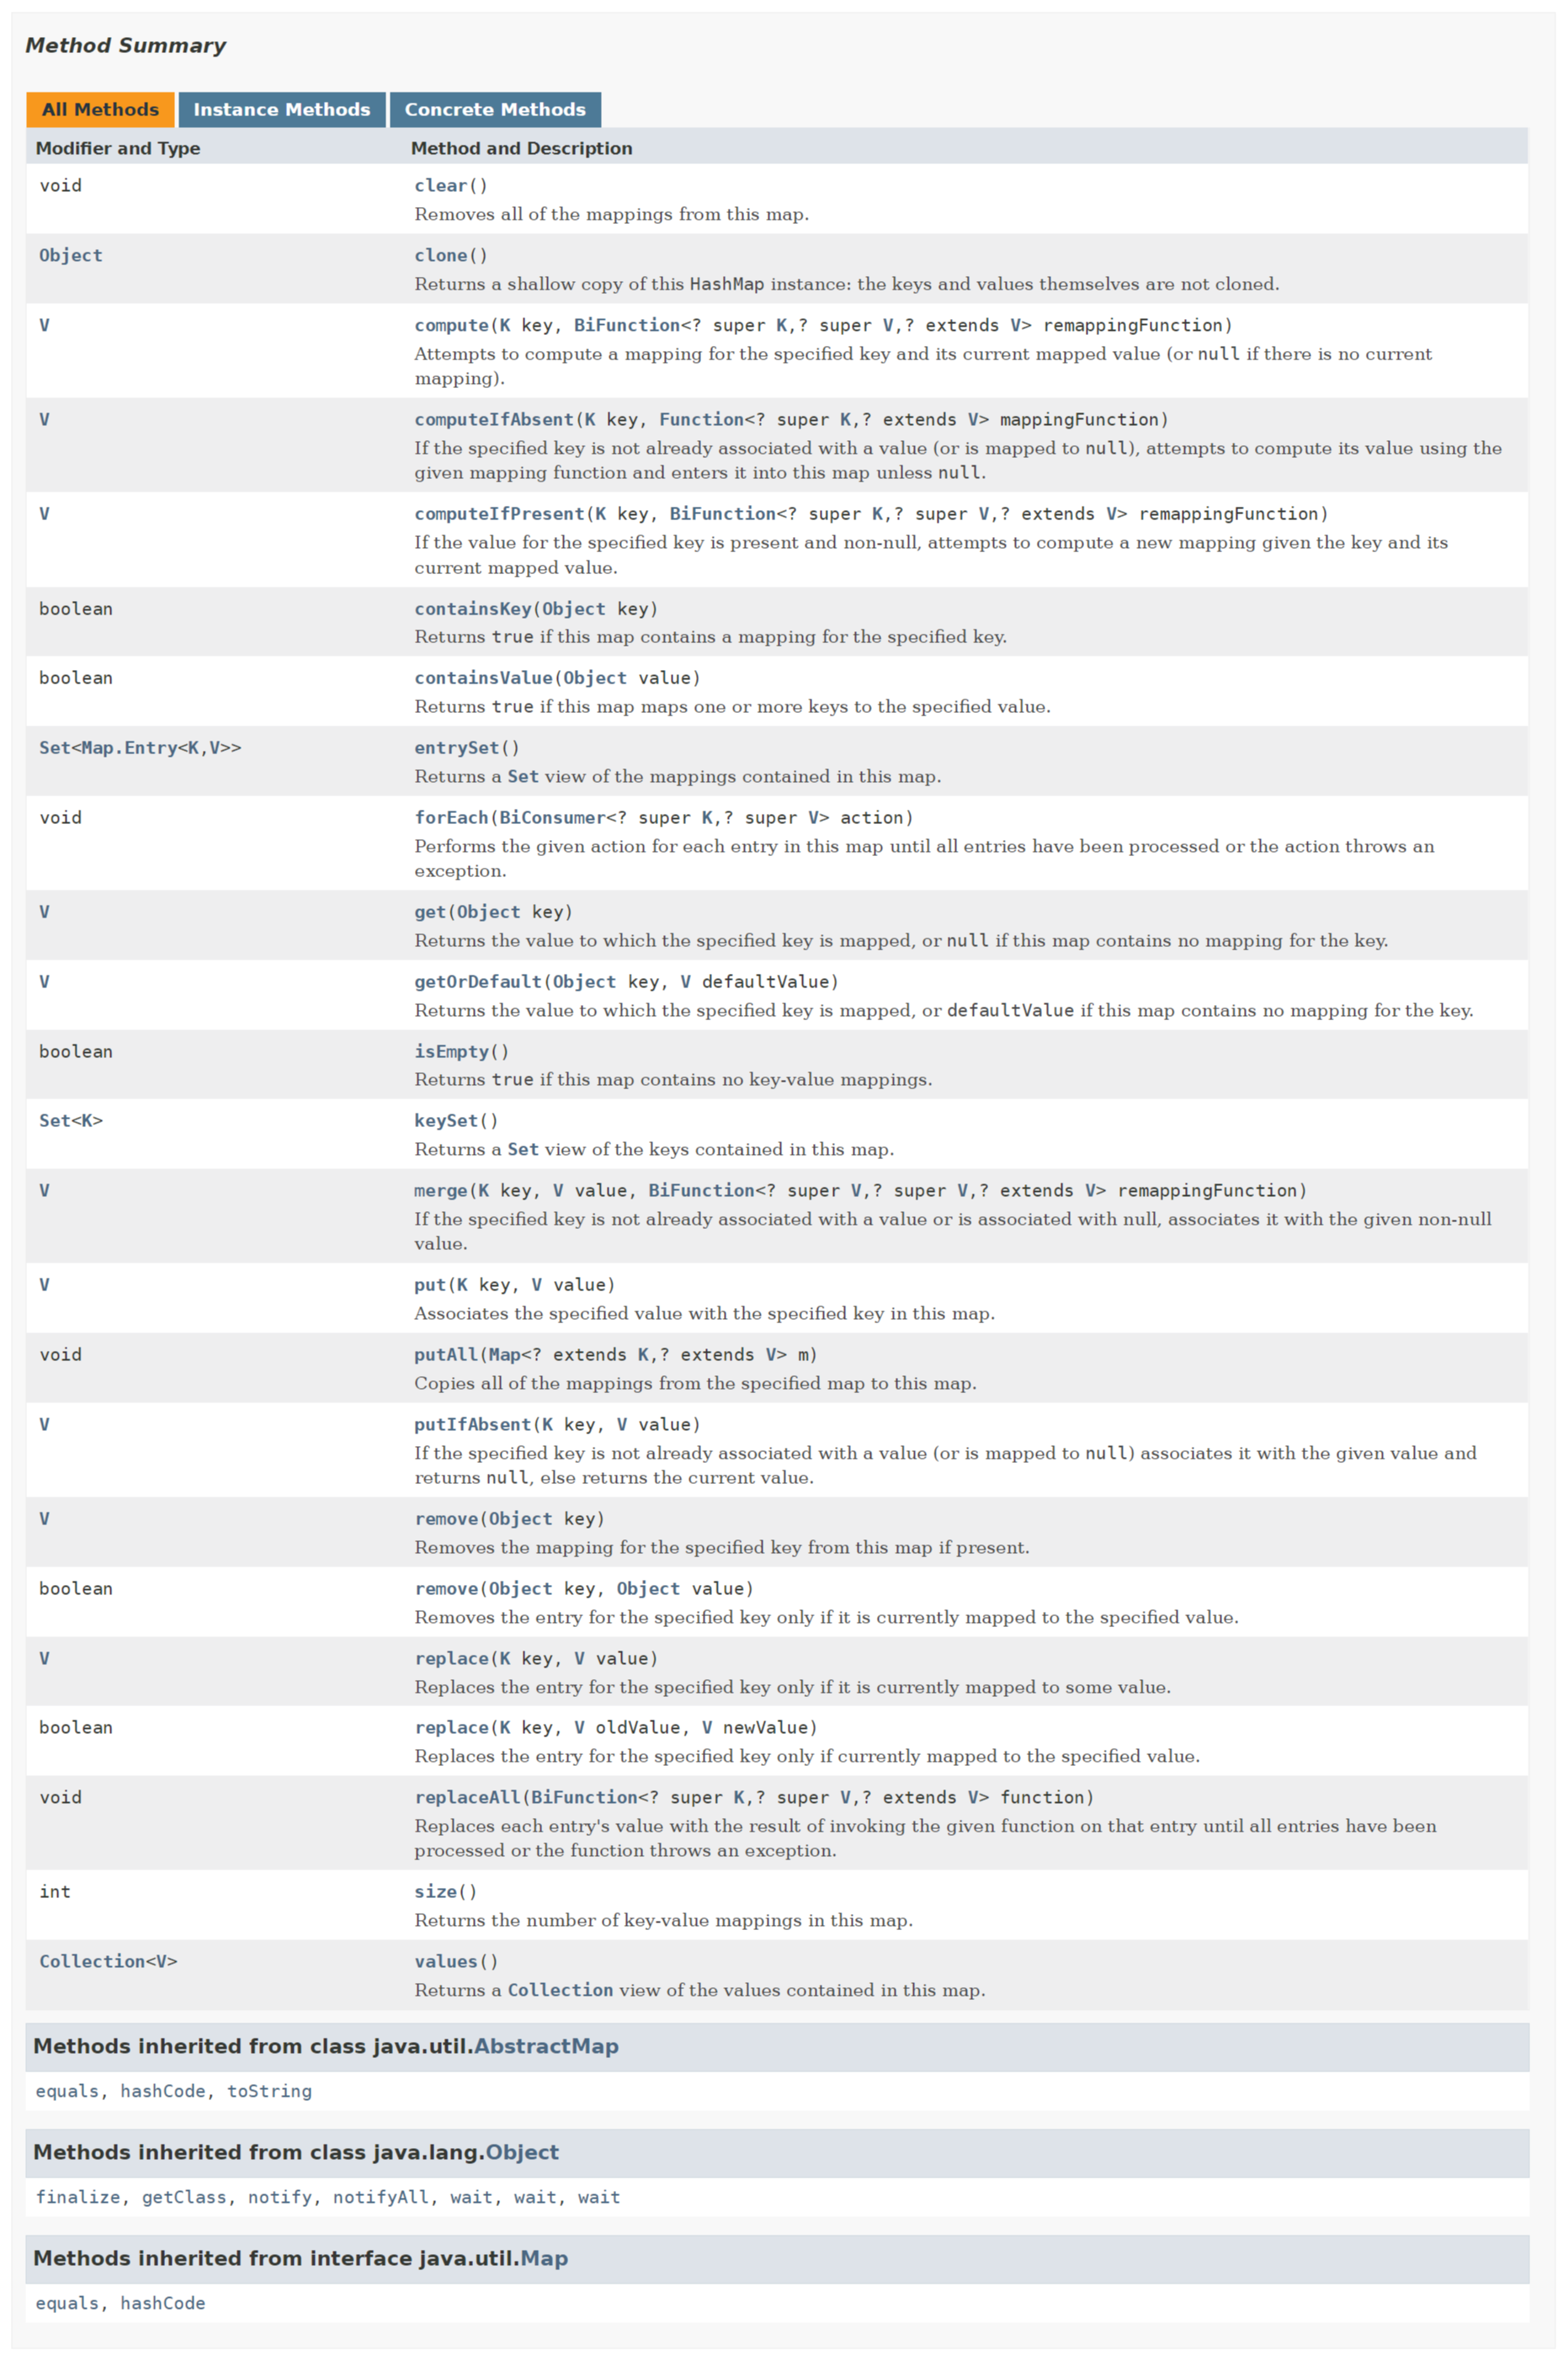 Method Summary
All Methods Instance Methods Concrete Methods
Modifier and Type Method and Description
void clear()
Removes all of the mappings from this map.
Object clone()
Returns a shallow copy of this HashMap instance: the keys and values themselves are not cloned.
V compute(K key, BiFunction<? super K,? super V,? extends V> remappingFunction)
Attempts to compute a mapping for the specified key and its current mapped value (or null if there is no current
mapping).
V computeIfAbsent(K key, Function<? super K,? extends V> mappingFunction)
If the specified key is not already associated with a value (or is mapped to null), attempts to compute its value using the
given mapping function and enters it into this map unless null.
V computeIfPresent(K key, BiFunction<? super K,? super V,? extends V> remappingFunction)
If the value for the specified key is present and non-null, attempts to compute a new mapping given the key and its
current mapped value.
boolean containsKey(Object key)
Returns true if this map contains a mapping for the specified key.
boolean containsValue(Object value)
Returns true if this map maps one or more keys to the specified value.
Set<Map.Entry<K,V>> entrySet()
Returns a Set view of the mappings contained in this map.
void forEach(BiConsumer<? super K,? super V> action)
Performs the given action for each entry in this map until all entries have been processed or the action throws an
exception.
V get(Object key)
Returns the value to which the specified key is mapped, or null if this map contains no mapping for the key.
V getOrDefault(Object key, V defaultValue)
Returns the value to which the specified key is mapped, or defaultValue if this map contains no mapping for the key.
boolean isEmpty()
Returns true if this map contains no key-value mappings.
Set<K> keySet()
Returns a Set view of the keys contained in this map.
V merge(K key, V value, BiFunction<? super V,? super V,? extends V> remappingFunction)
If the specified key is not already associated with a value or is associated with null, associates it with the given non-null
value.
V put(K key, V value)
Associates the specified value with the specified key in this map.
void putAll(Map<? extends K,? extends V> m)
Copies all of the mappings from the specified map to this map.
V putIfAbsent(K key, V value)
If the specified key is not already associated with a value (or is mapped to null) associates it with the given value and
returns null, else returns the current value.
V remove(Object key)
Removes the mapping for the specified key from this map if present.
boolean remove(Object key, Object value)
Removes the entry for the specified key only if it is currently mapped to the specified value.
V replace(K key, V value)
Replaces the entry for the specified key only if it is currently mapped to some value.
boolean replace(K key, V oldValue, V newValue)
Replaces the entry for the specified key only if currently mapped to the specified value.
void replaceAll(BiFunction<? super K,? super V,? extends V> function)
Replaces each entry's value with the result of invoking the given function on that entry until all entries have been
processed or the function throws an exception.
int size()
Returns the number of key-value mappings in this map.
Collection<V> values()
Returns a Collection view of the values contained in this map.
Methods inherited from class java.util.AbstractMap
equals, hashCode, toString
Methods inherited from class java.lang.Object
finalize, getClass, notify, notifyAll, wait, wait, wait
Methods inherited from interface java.util.Map
equals, hashCode